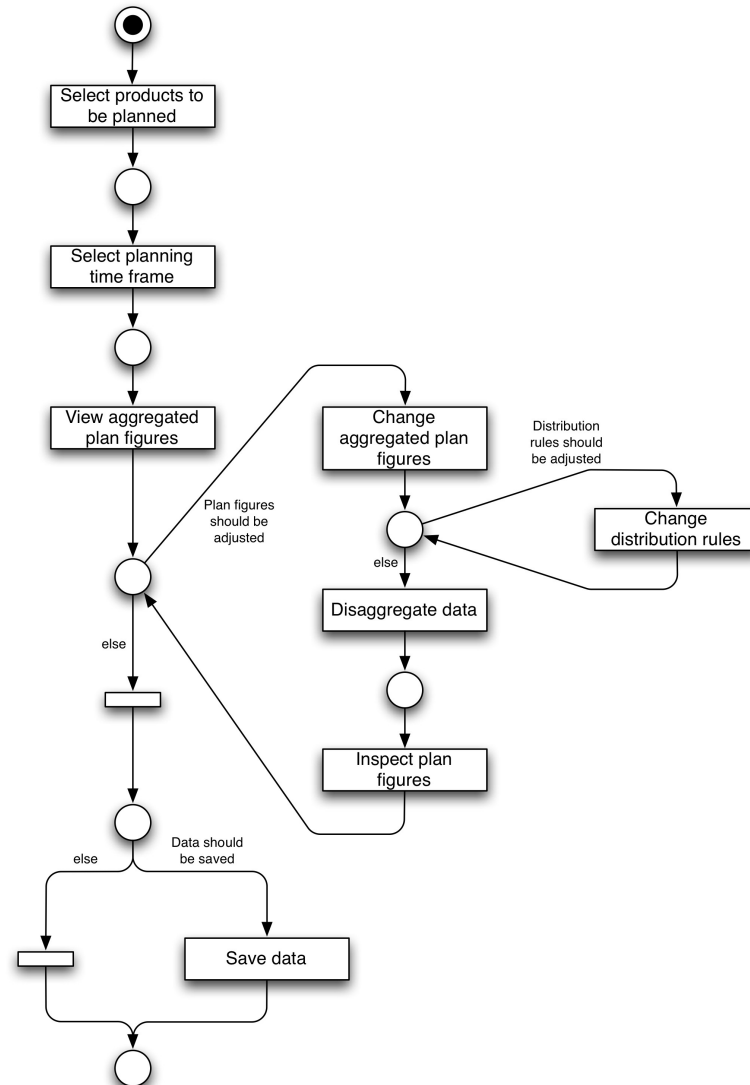 Select products to
be planned
Select planning
time frame
View aggregated
plan figures
Change
aggregated plan
figures
Distribution
rules should
be adjusted
Plan figures
should be
adjusted
Change
distribution rules
else
Disaggregate data
else
Inspect plan
figures
Data should
be saved
else
Save data